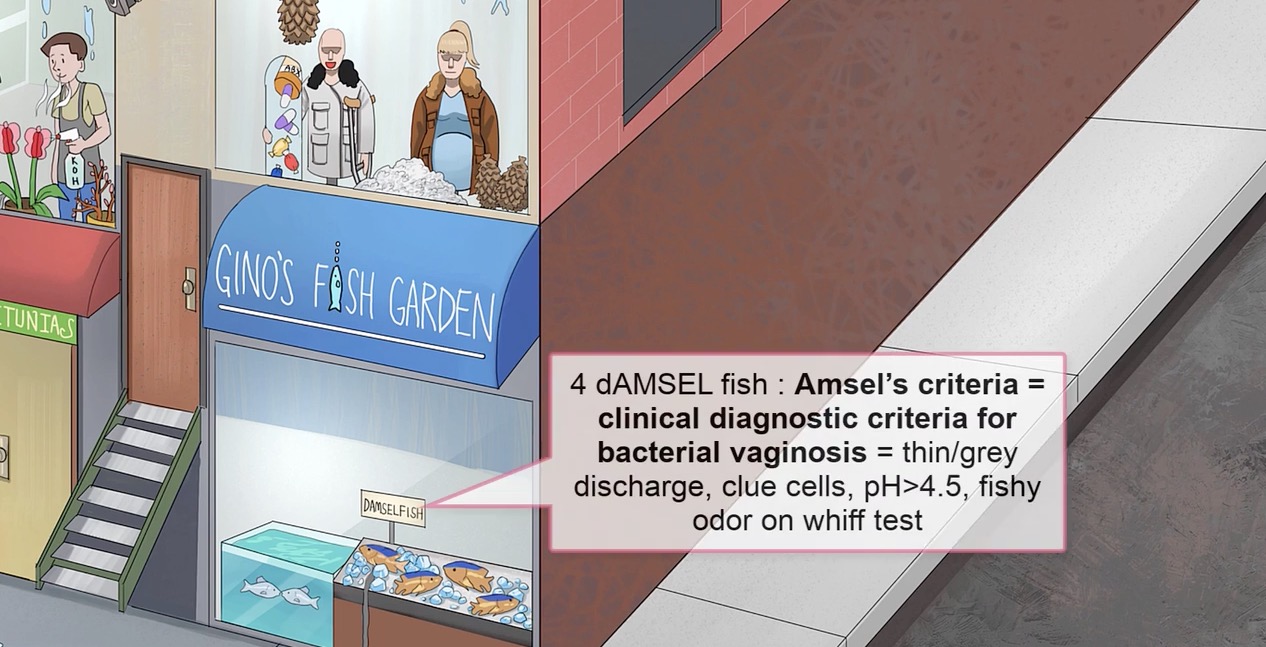 ABX
KOH
GINO'S FISH GARDEN
TUNIAS
DAMSELFISH
4 dAMSEL fish : Amsel's criteria =
clinical diagnostic criteria for
bacterial vaginosis = thin/grey
discharge, clue cells, pH>4.5, fishy
odor on whiff test